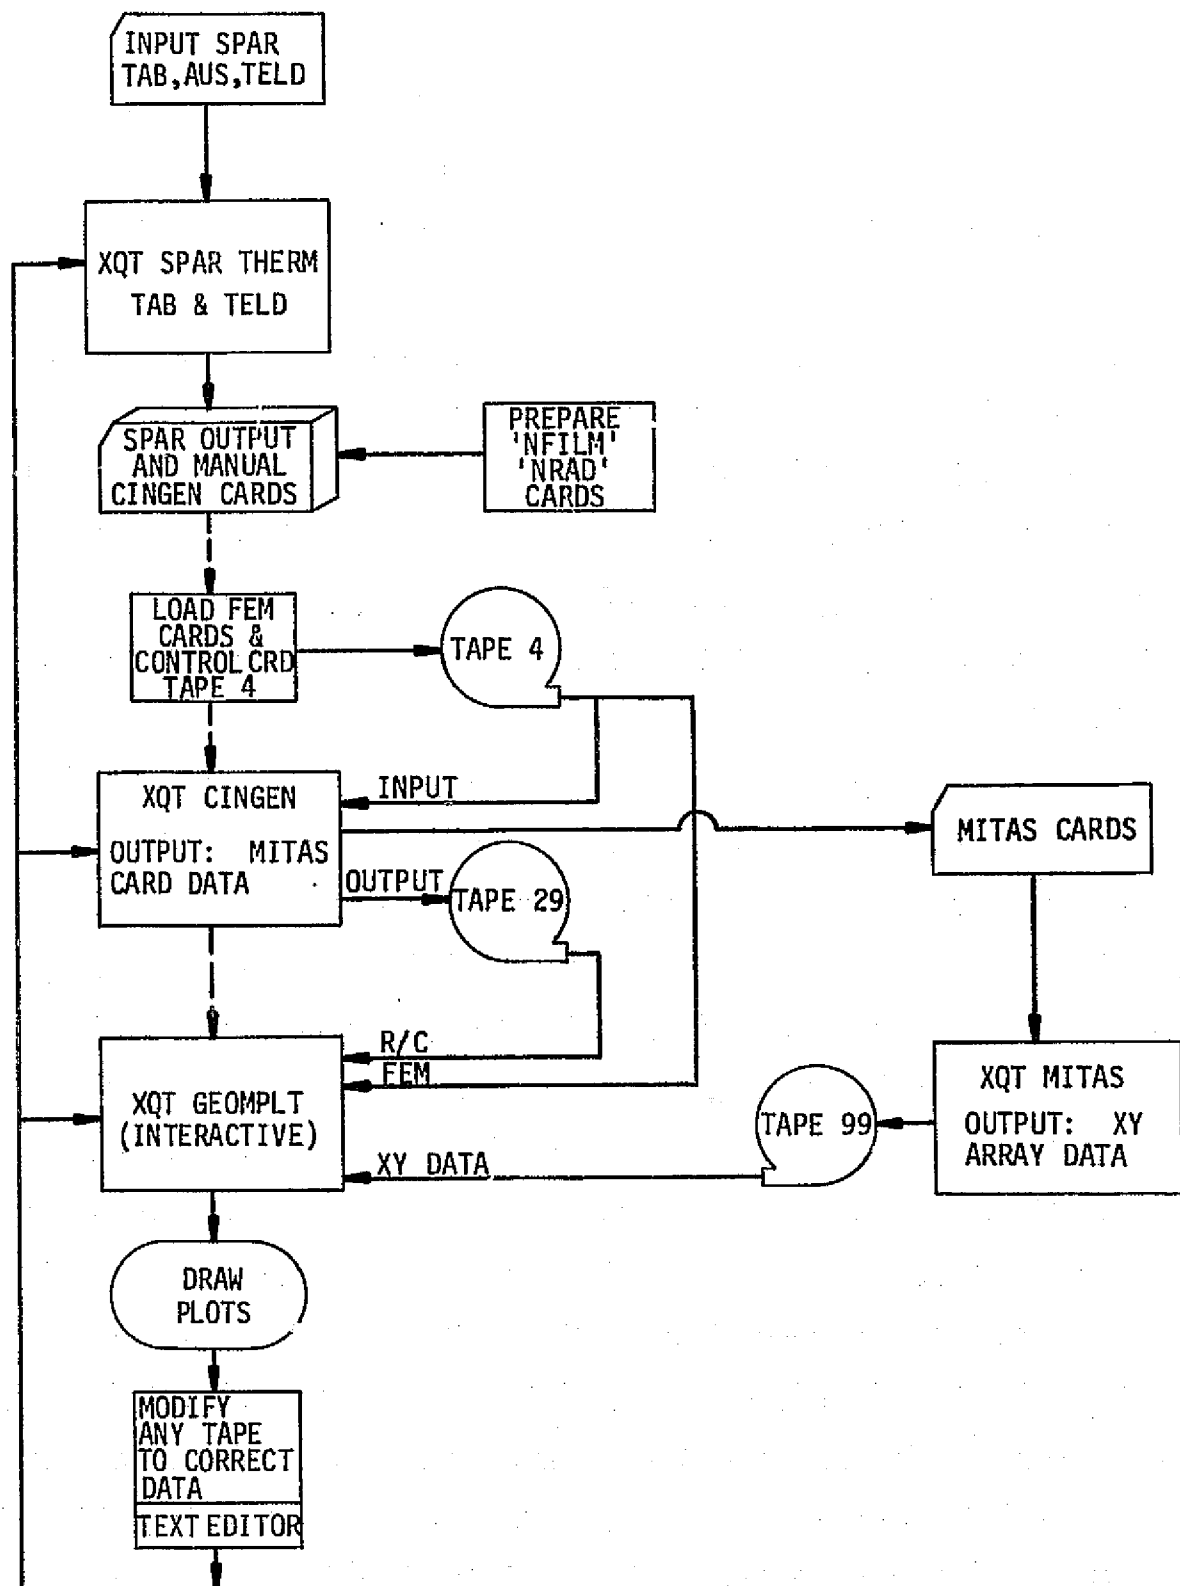 INPUT SPAR
TAB,AUS,TELD
XQT SPAR THERM
TAB & TELD
SPAR OUTPUT
AND MANUAL
CINGEN CARDS
PREPARE
'NFILM'
'NRAD'
CARDS
LOAD FEM
CARDS &
CONTROL CRD
TAPE 4
TAPE 4
INPUT
XQT CINGEN
OUTPUT: MITAS
CARD DATA
OUTPUT
TAPE 29
MITAS CARDS
R/C
FEM
XQT GEOMPLT
(INTERACTIVE)
XY DATA
TAPE 99
XQT MITAS
OUTPUT: XY
ARRAY DATA
DRAW
PLOTS
MODIFY
ANY TAPE
TO CORRECT
DATA
TEXT EDITOR